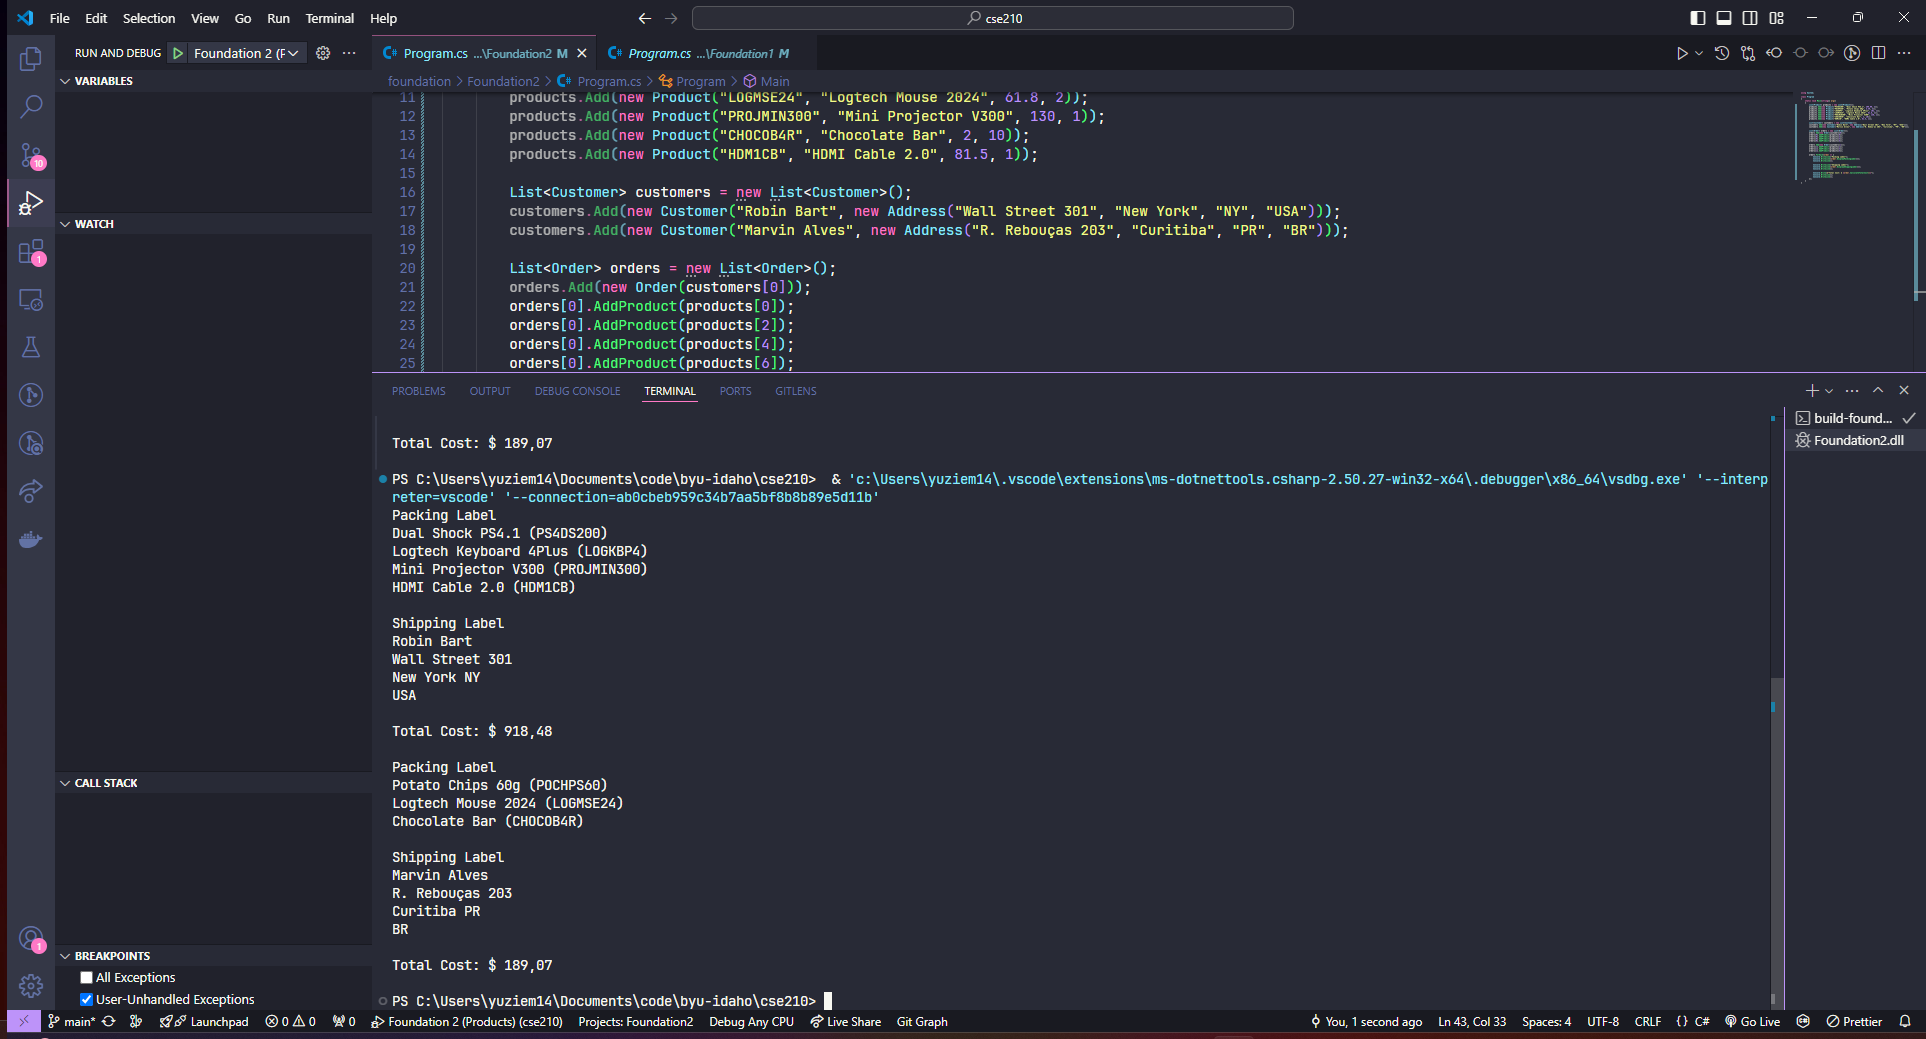 File Edit Selection View Go Run Terminal Help
cse210
RUN AND DEBUG Foundation 2 (F
Program.cs ...\Foundation2 M
Program.cs ...\Foundation1 M
VARIABLES
foundation > Foundation2 > Program.cs > Program > Main
11 products.Add(new Product("LOGMSE24", "Logtech Mouse 2024", 61.8, 2));
12 products.Add(new Product("PROJMIN300", "Mini Projector V300", 130, 1));
13 products.Add(new Product("CHOCOB4R", "Chocolate Bar", 2, 10));
14 products.Add(new Product("HDM1CB", "HDMI Cable 2.0", 81.5, 1));
15
16 List<Customer> customers = new List<Customer>();
17 customers.Add(new Customer("Robin Bart", new Address("Wall Street 301", "New York", "NY", "USA")));
18 customers.Add(new Customer("Marvin Alves", new Address("R. Rebouças 203", "Curitiba", "PR", "BR")));
19
20 List<Order> orders = new List<Order>();
21 orders.Add(new Order(customers[0]));
22 orders[0].AddProduct(products[0]);
23 orders[0].AddProduct(products[2]);
24 orders[0].AddProduct(products[4]);
25 orders[0].AddProduct(products[6]);
WATCH
CALL STACK
BREAKPOINTS
All Exceptions
User-Unhandled Exceptions
10
1
1
PROBLEMS OUTPUT DEBUG CONSOLE TERMINAL PORTS GITLENS
build-found...
Foundation2.dll
Total Cost: $ 189,07
PS C:\Users\yuziem14\Documents\code\byu-idaho\cse210>  & 'c:\Users\yuziem14\.vscode\extensions\ms-dotnettools.csharp-2.50.27-win32-x64\.debugger\x86_64\vsdbg.exe' '--interp
reter=vscode' '--connection=ab0cbeb959c34b7aa5bf8b8b89e5d11b'
Packing Label
Dual Shock PS4.1 (PS4DS200)
Logtech Keyboard 4Plus (LOGKBP4)
Mini Projector V300 (PROJMIN300)
HDMI Cable 2.0 (HDM1CB)
Shipping Label
Robin Bart
Wall Street 301
New York NY
USA
Total Cost: $ 918,48
Packing Label
Potato Chips 60g (POCHPS60)
Logtech Mouse 2024 (LOGMSE24)
Chocolate Bar (CHOCOB4R)
Shipping Label
Marvin Alves
R. Rebouças 203
Curitiba PR
BR
Total Cost: $ 189,07
PS C:\Users\yuziem14\Documents\code\byu-idaho\cse210>
main* Launchpad 0 0 0 Foundation 2 (Products) (cse210) Projects: Foundation2 Debug Any CPU Live Share Git Graph You, 1 second ago Ln 43, Col 33 Spaces: 4 UTF-8 CRLF {} C# Go Live Prettier